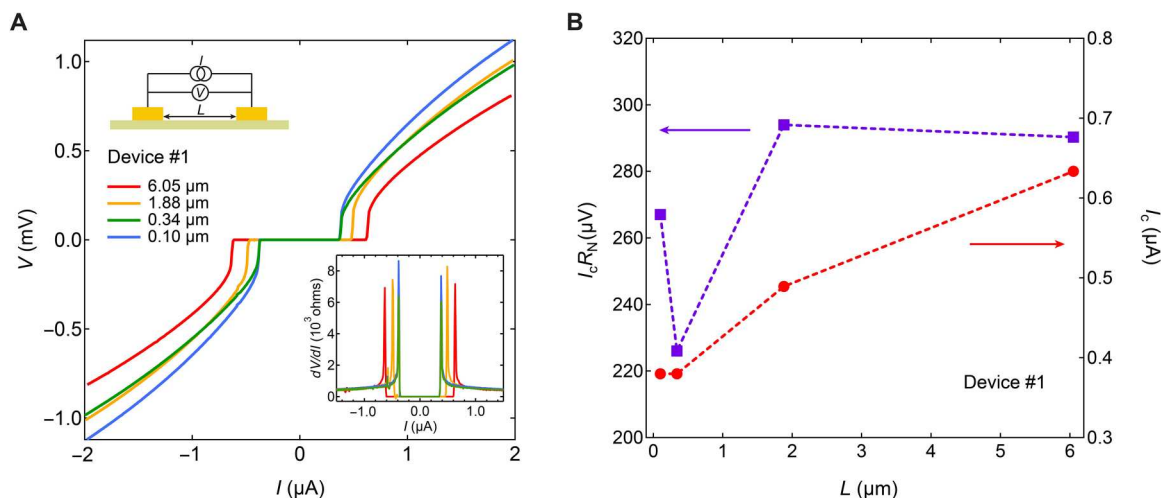 A
V (mV)
1.0
0.5
0.0
−0.5
−1.0
−2
−1
0
1
2
I (µA)
I
V
L
Device #1
6.05 µm
1.88 µm
0.34 µm
0.10 µm
dV/dI (10³ ohms)
8
6
4
2
0
−1.0
0.0
1.0
I (µA)
B
IcRN (µV)
320
300
280
260
240
220
200
0
1
2
3
4
5
6
L (µm)
0.8
0.7
0.6
0.5
0.4
0.3
Ic (µA)
Device #1